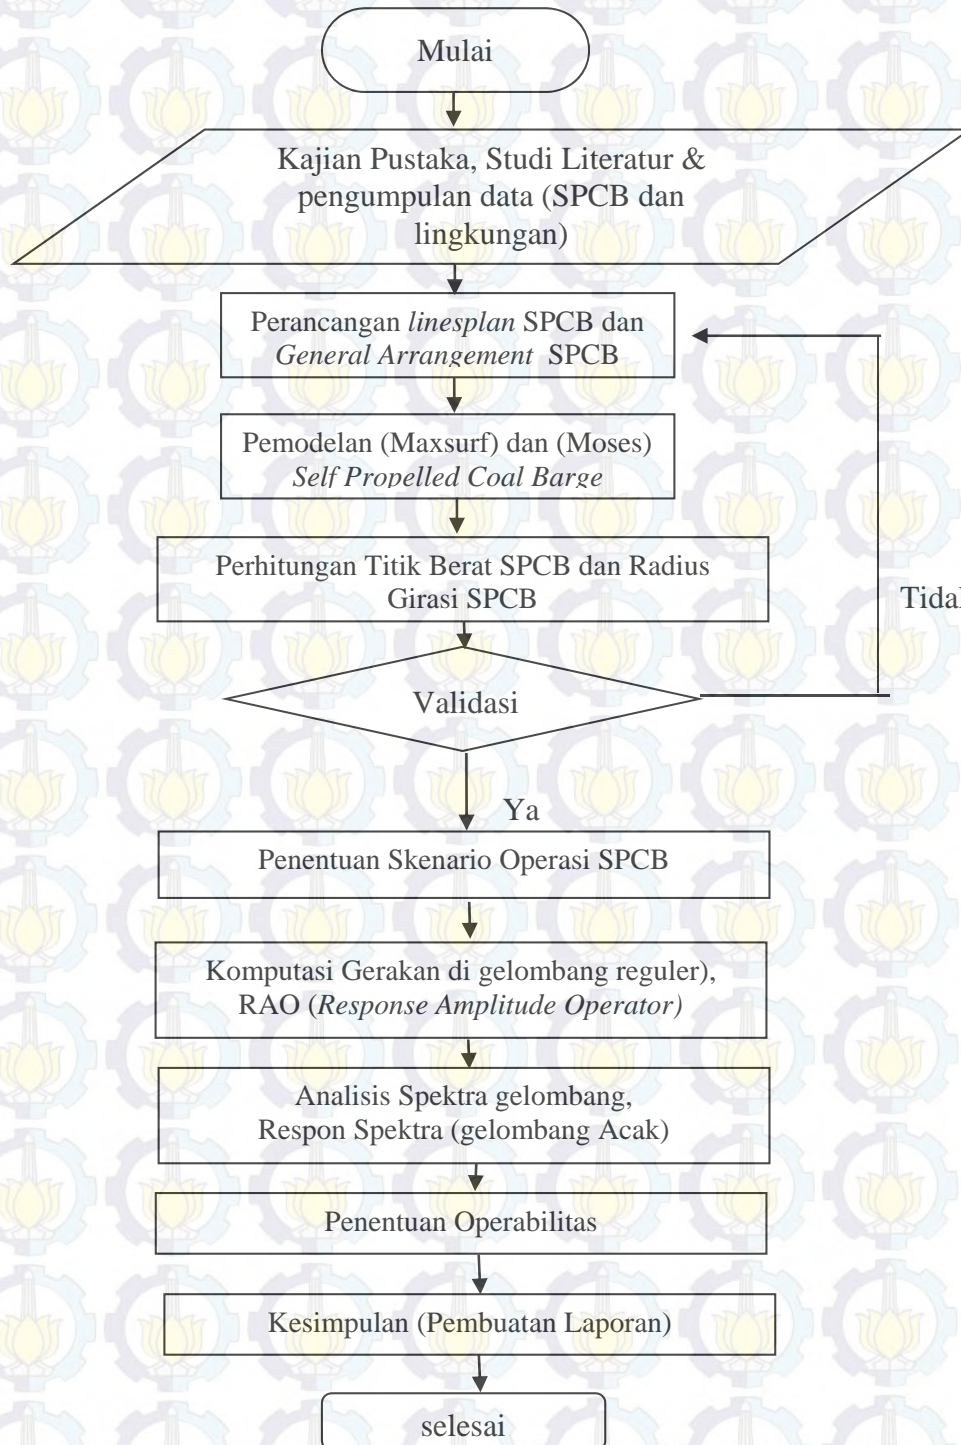 Mulai
Kajian Pustaka, Studi Literatur &
pengumpulan data (SPCB dan
lingkungan)
Perancangan linesplan SPCB dan
General Arrangement SPCB
Pemodelan (Maxsurf) dan (Moses)
Self Propelled Coal Barge
Perhitungan Titik Berat SPCB dan Radius
Girasi SPCB
Validasi
Ya
Penentuan Skenario Operasi SPCB
Komputasi Gerakan di gelombang reguler),
RAO (Response Amplitude Operator)
Analisis Spektra gelombang,
Respon Spektra (gelombang Acak)
Penentuan Operabilitas
Kesimpulan (Pembuatan Laporan)
selesai